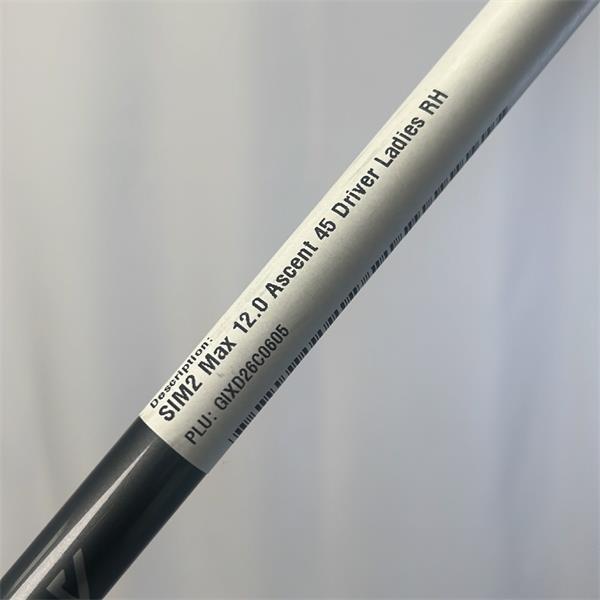 Description:
SIM2 Max 12.0 Ascent 45 Driver Ladies RH
PLU: GIXD26C0605